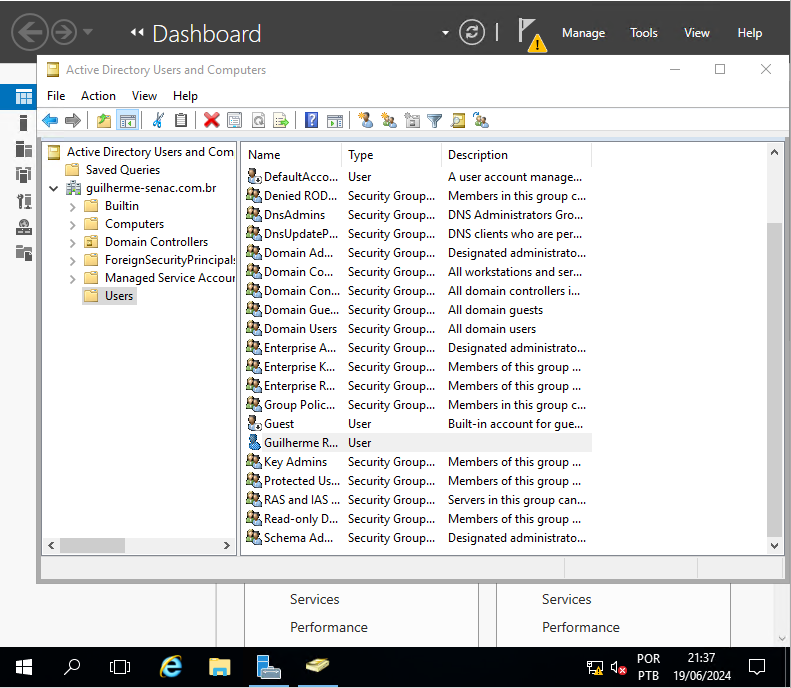 Dashboard
Manage Tools View Help
Active Directory Users and Computers
File Action View Help
Active Directory Users and Com
Saved Queries
guilherme-senac.com.br
Builtin
Computers
Domain Controllers
ForeignSecurityPrincipals
Managed Service Accour
Users
Name Type Description
DefaultAcco... User A user account manage...
Denied ROD... Security Group... Members in this group c...
DnsAdmins Security Group... DNS Administrators Gro...
DnsUpdateP... Security Group... DNS clients who are per...
Domain Ad... Security Group... Designated administrato...
Domain Co... Security Group... All workstations and ser...
Domain Con... Security Group... All domain controllers i...
Domain Gue... Security Group... All domain guests
Domain Users Security Group... All domain users
Enterprise A... Security Group... Designated administrato...
Enterprise K... Security Group... Members of this group ...
Enterprise R... Security Group... Members of this group ...
Group Polic... Security Group... Members in this group c...
Guest User Built-in account for gue...
Guilherme R... User
Key Admins Security Group... Members of this group ...
Protected Us... Security Group... Members of this group ...
RAS and IAS ... Security Group... Servers in this group can...
Read-only D... Security Group... Members of this group ...
Schema Ad... Security Group... Designated administrato...
Services Services
Performance Performance
POR 21:37
PTB 19/06/2024